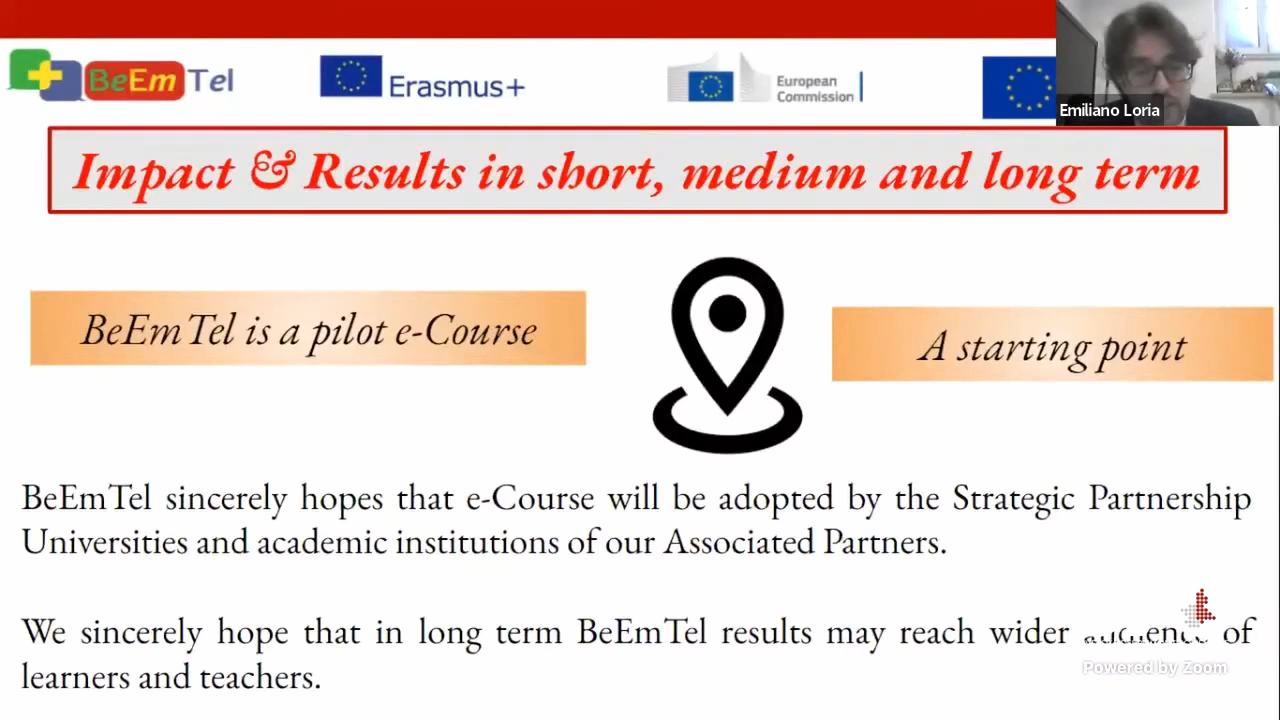 BeEmTel
Erasmus+
European
Commission
Emiliano Loria
Impact & Results in short, medium and long term
BeEmTel is a pilot e-Course
A starting point
BeEmTel sincerely hopes that e-Course will be adopted by the Strategic Partnership
Universities and academic institutions of our Associated Partners.
We sincerely hope that in long term BeEmTel results may reach wider audience of
learners and teachers.
Powered by Zoom